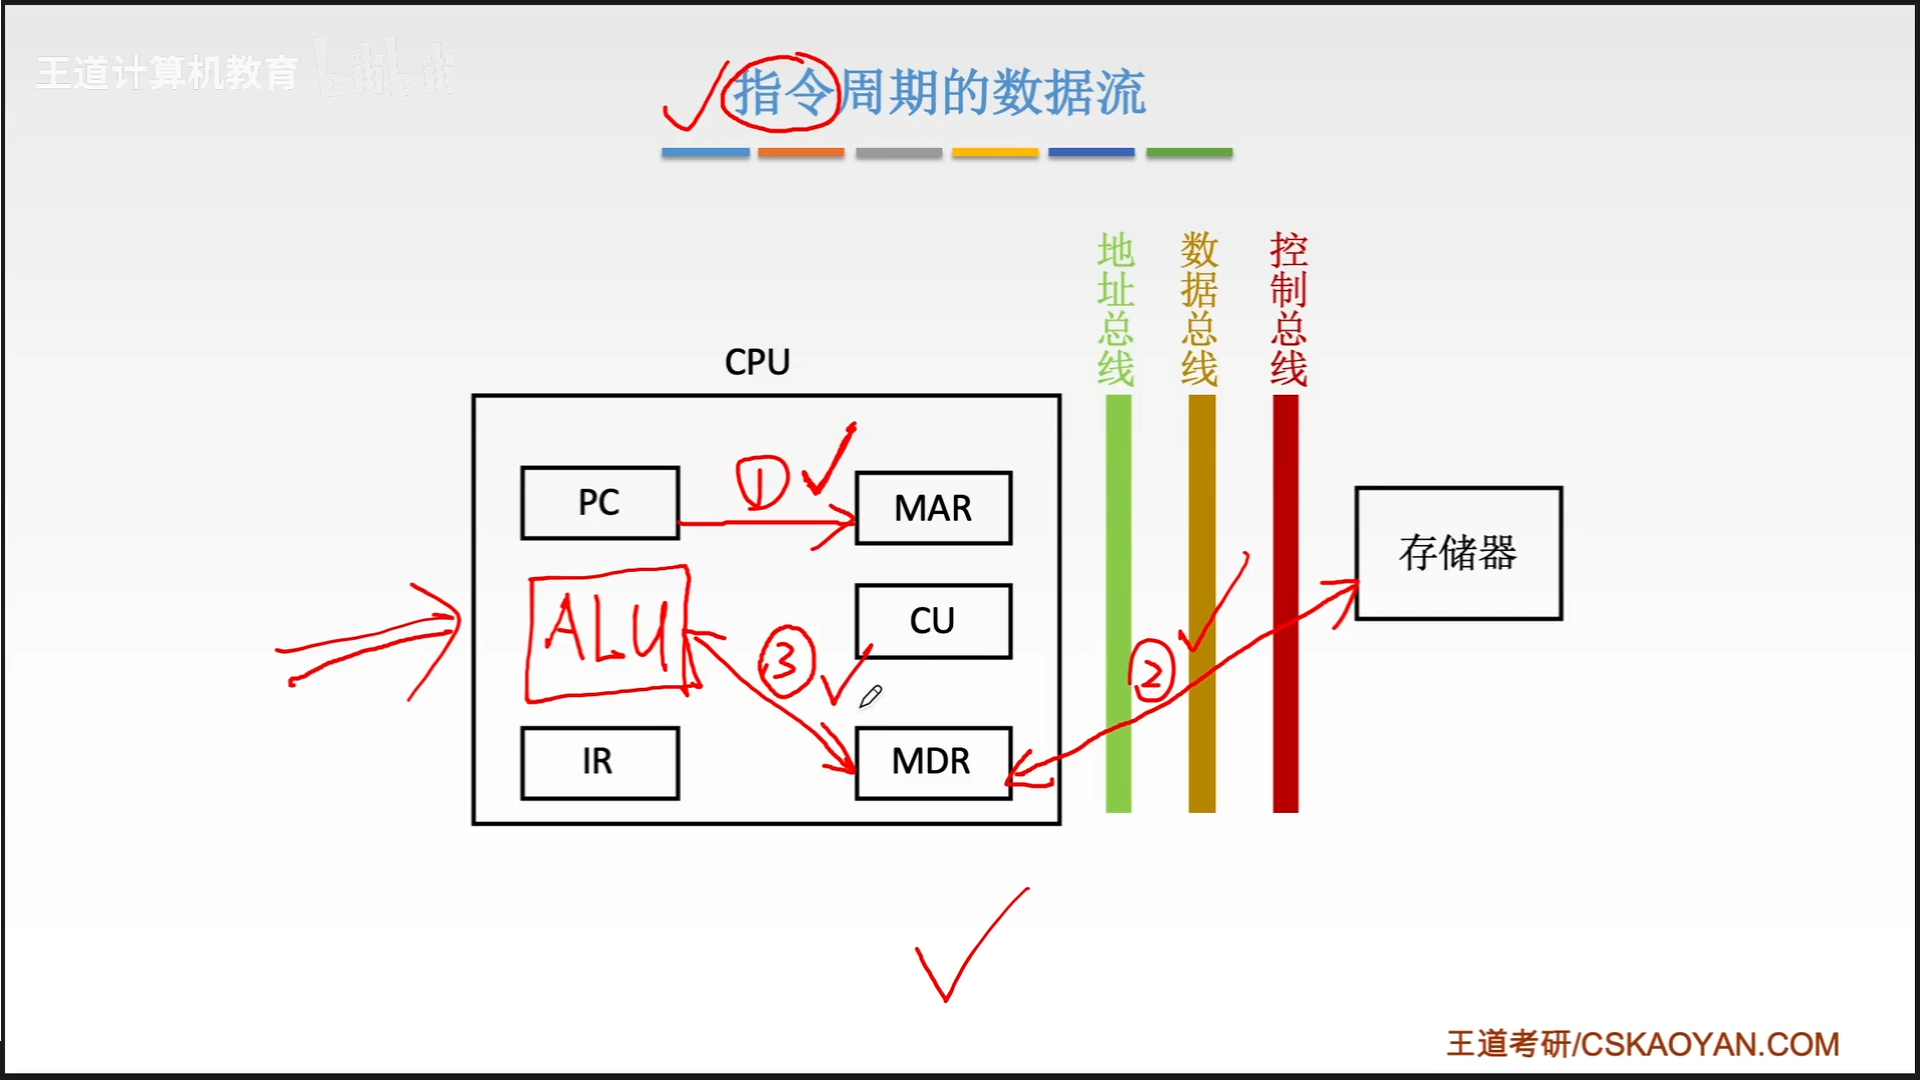 王道计算机教育 bilibili
指令周期的数据流
地址总线
数据总线
控制总线
CPU
PC
①
MAR
存储器
ALU
③
CU
②
IR
MDR
王道考研/CSKAOYAN.COM